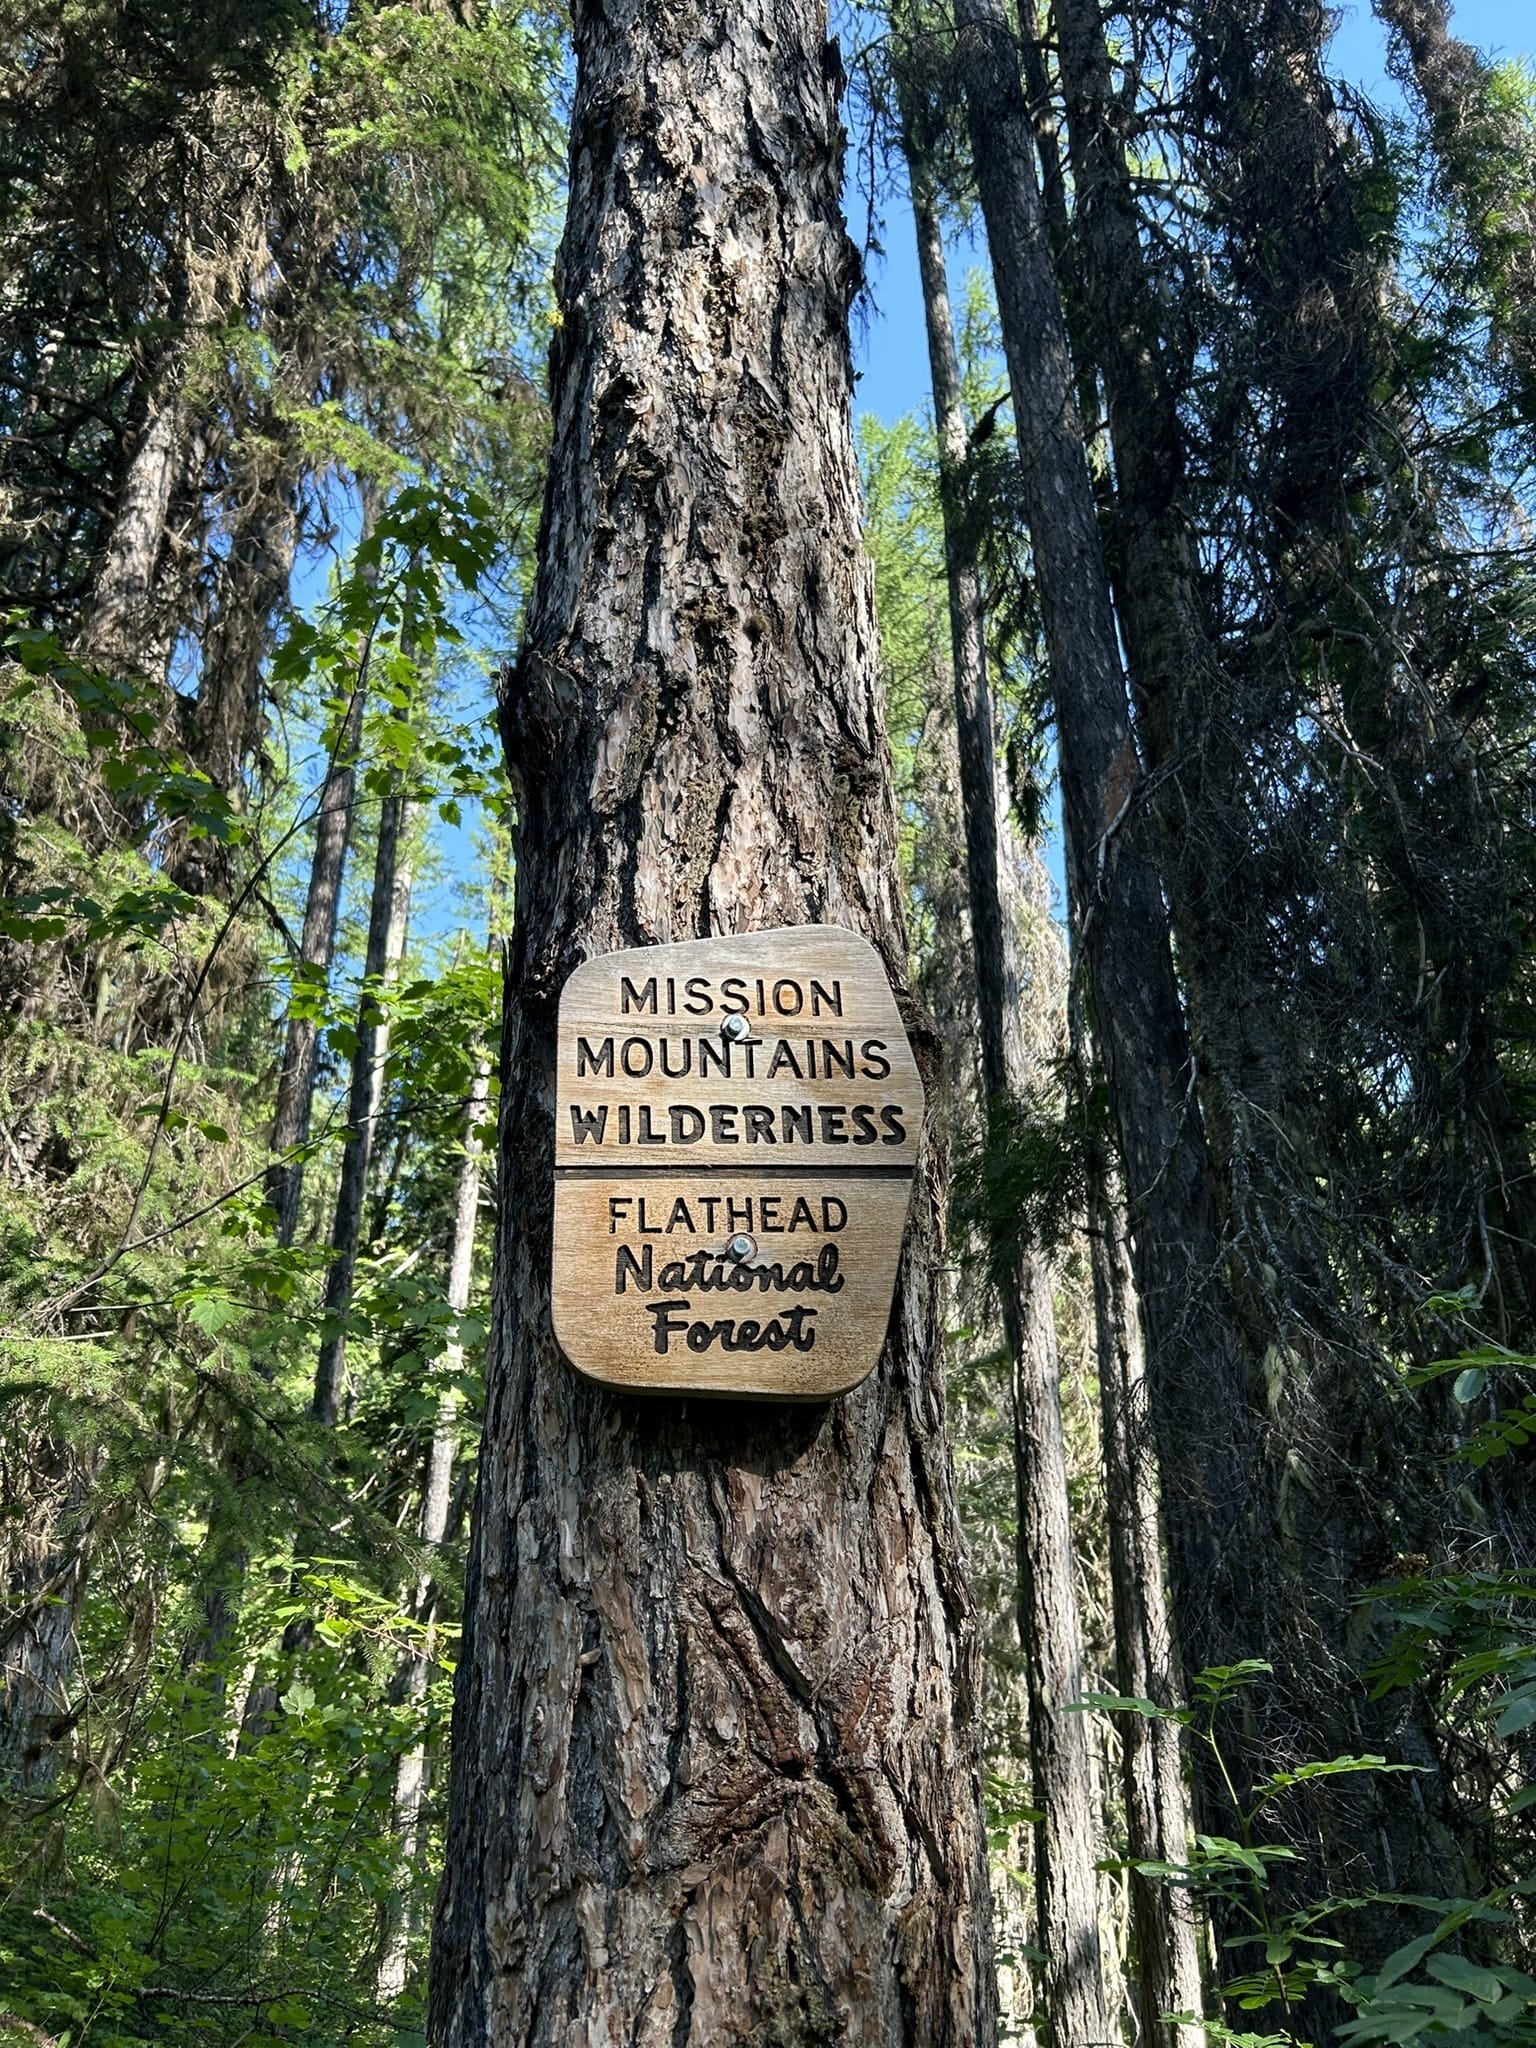 MISSION
MOUNTAINS
WILDERNESS
FLATHEAD
National
Forest